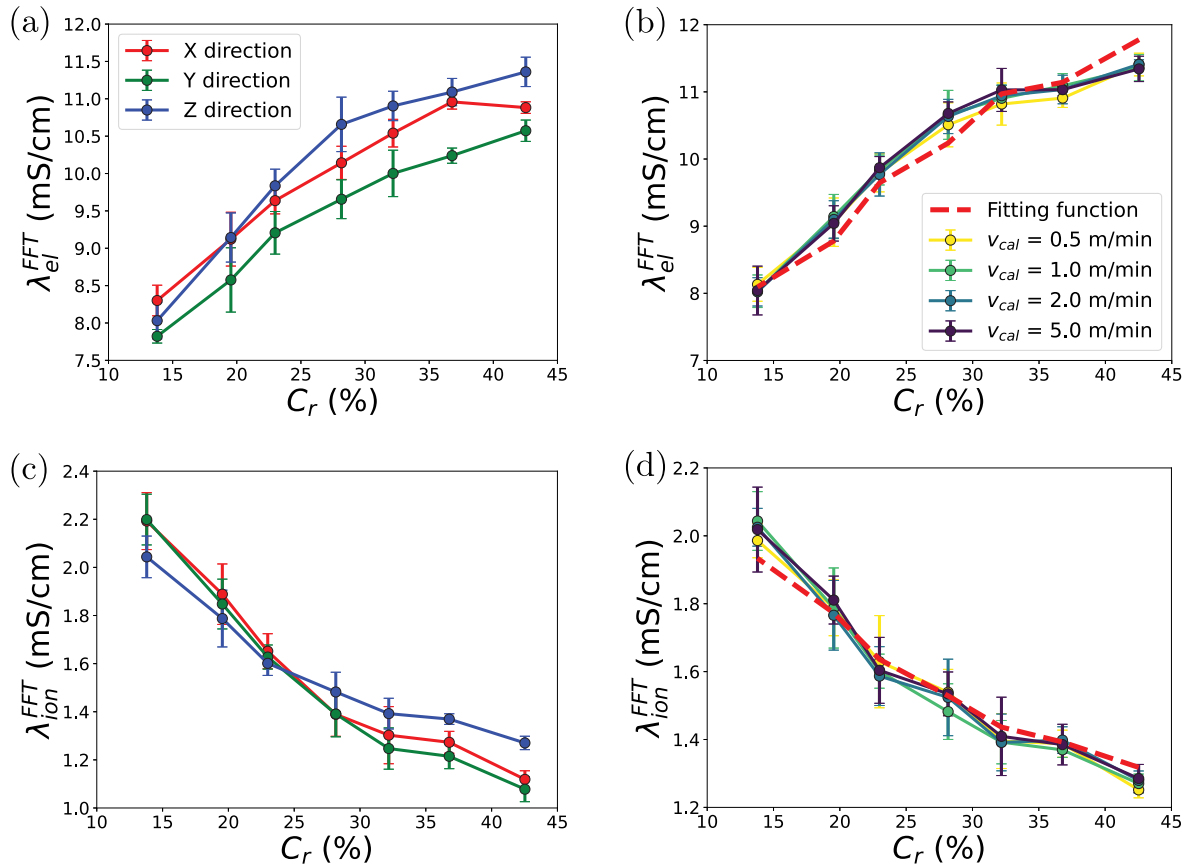 (a)
12.0
11.5
11.0
10.5
10.0
9.5
9.0
8.5
8.0
7.5
λ_el^FFT (mS/cm)
X direction
Y direction
Z direction
10 15 20 25 30 35 40 45
C_r (%)
(b)
12
11
10
9
8
7
λ_el^FFT (mS/cm)
Fitting function
v_cal = 0.5 m/min
v_cal = 1.0 m/min
v_cal = 2.0 m/min
v_cal = 5.0 m/min
10 15 20 25 30 35 40 45
C_r (%)
(c)
2.4
2.2
2.0
1.8
1.6
1.4
1.2
1.0
λ_ion^FFT (mS/cm)
10 15 20 25 30 35 40 45
C_r (%)
(d)
2.2
2.0
1.8
1.6
1.4
1.2
λ_ion^FFT (mS/cm)
10 15 20 25 30 35 40 45
C_r (%)